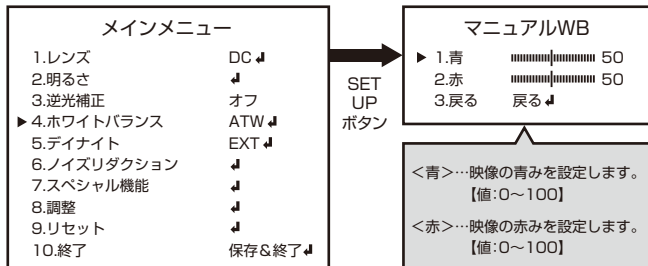 メインメニュー
1.レンズ DC↲
2.明るさ ↲
3.逆光補正 オフ
▶4.ホワイトバランス ATW↲
5.デイナイト EXT↲
6.ノイズリダクション ↲
7.スペシャル機能 ↲
8.調整 ↲
9.リセット ↲
10.終了 保存&終了↲
SET
UP
ボタン
マニュアルWB
▶ 1.青 50
2.赤 50
3.戻る 戻る↲
<青>…映像の青みを設定します。
【値:0~100】
<赤>…映像の赤みを設定します。
【値:0~100】